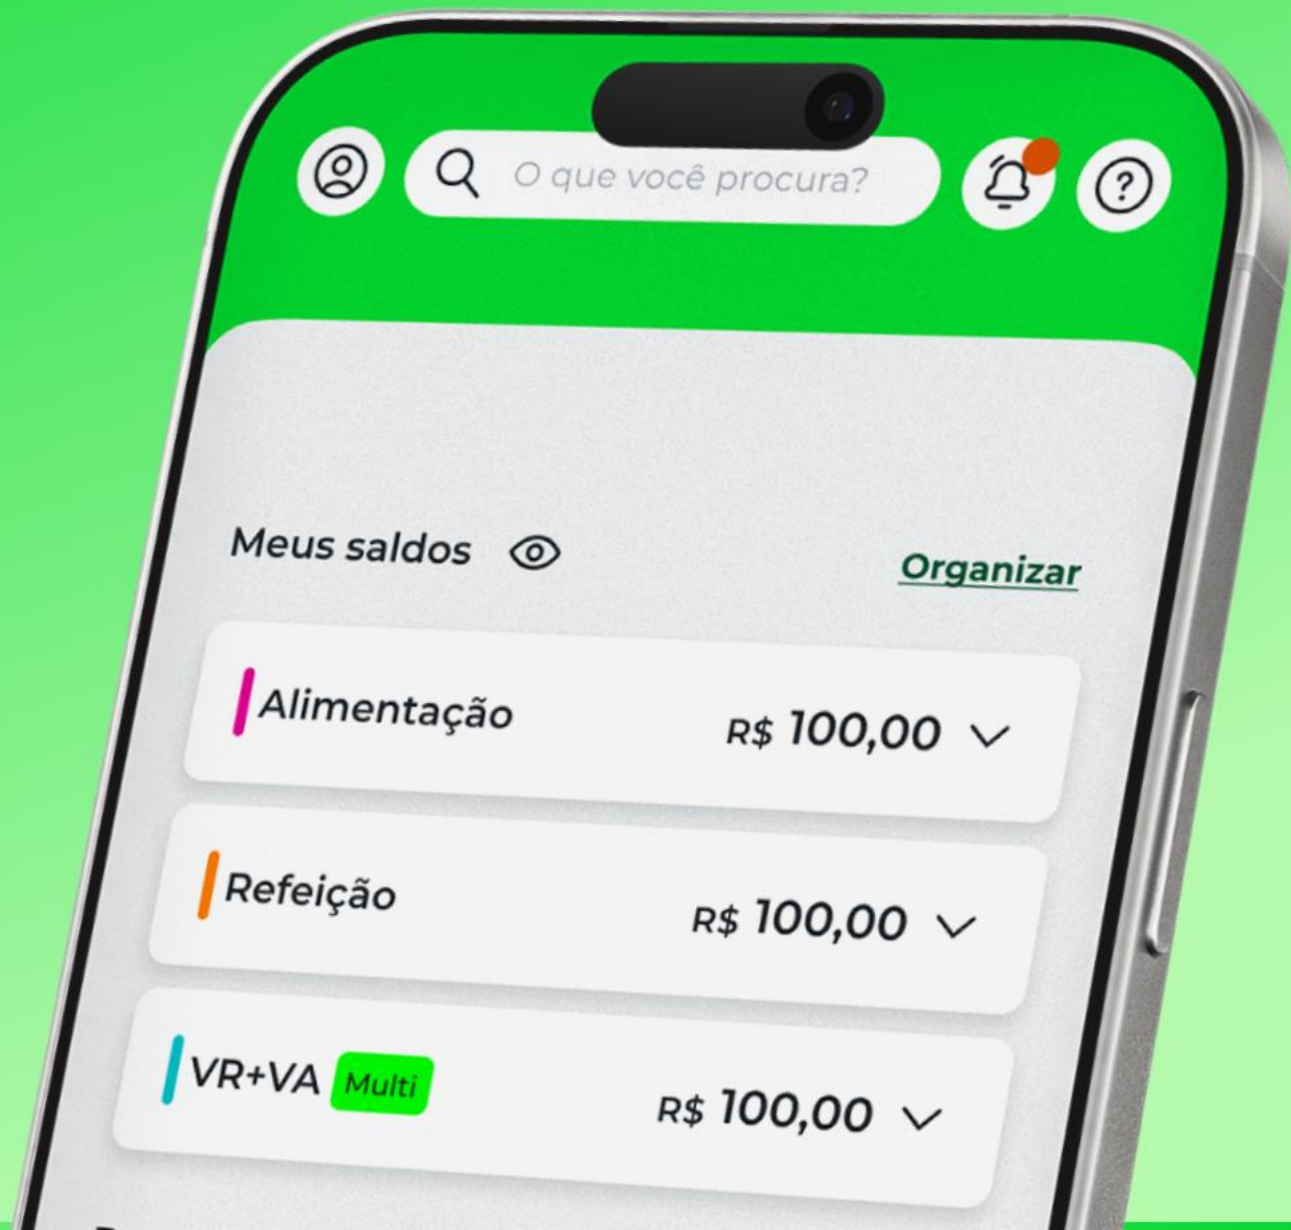 O que você procura?
Meus saldos Organizar
Alimentação R$ 100,00
Refeição R$ 100,00
VR+VA Multi R$ 100,00